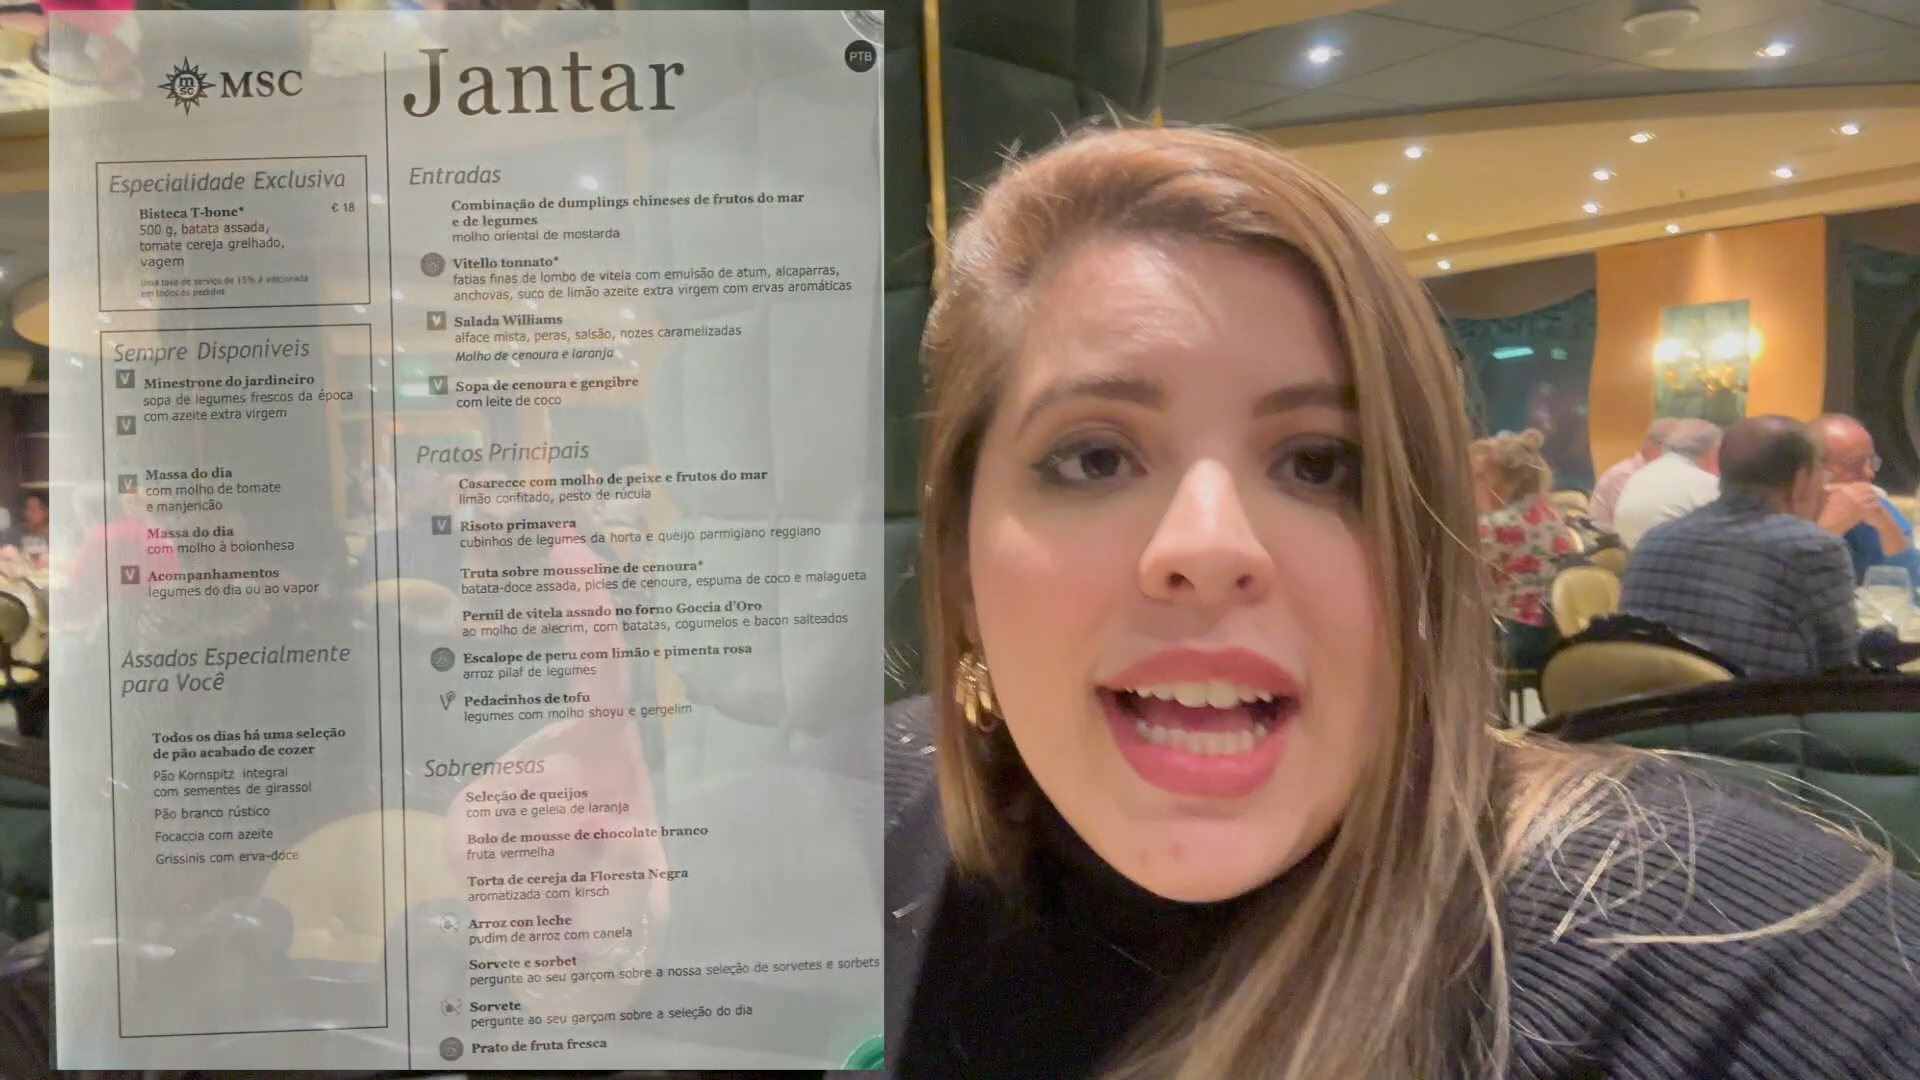 MSC
Jantar
PTB
Especialidade Exclusiva
Bisteca T-bone* € 18
500 g, batata assada,
tomate cereja grelhado,
vagem
Uma taxa de serviço de 15% é adicionada
em todos os pedidos
Sempre Disponíveis
V Minestrone do jardineiro
sopa de legumes frescos da época
V com azeite extra virgem
V Massa do dia
com molho de tomate
e manjericão
Massa do dia
com molho à bolonhesa
V Acompanhamentos
legumes do dia ou ao vapor
Assados Especialmente
para Você
Todos os dias há uma seleção
de pão acabado de cozer
Pão Kornspitz integral
com sementes de girassol
Pão branco rústico
Focaccia com azeite
Grissinis com erva-doce
Entradas
Combinação de dumplings chineses de frutos do mar
e de legumes
molho oriental de mostarda
Vitello tonnato*
fatias finas de lombo de vitela com emulsão de atum, alcaparras,
anchovas, suco de limão azeite extra virgem com ervas aromáticas
V Salada Williams
alface mista, peras, salsão, nozes caramelizadas
Molho de cenoura e laranja
V Sopa de cenoura e gengibre
com leite de coco
Pratos Principais
Casarecce com molho de peixe e frutos do mar
limão confitado, pesto de rúcula
V Risoto primavera
cubinhos de legumes da horta e queijo parmigiano reggiano
Truta sobre mousseline de cenoura*
batata-doce assada, picles de cenoura, espuma de coco e malagueta
Pernil de vitela assado no forno Goccia d'Oro
ao molho de alecrim, com batatas, cogumelos e bacon salteados
Escalope de peru com limão e pimenta rosa
arroz pilaf de legumes
Pedacinhos de tofu
legumes com molho shoyu e gergelim
Sobremesas
Seleção de queijos
com uva e geleia de laranja
Bolo de mousse de chocolate branco
fruta vermelha
Torta de cereja da Floresta Negra
aromatizada com kirsch
Arroz con leche
pudim de arroz com canela
Sorvete e sorbet
pergunte ao seu garçom sobre a nossa seleção de sorvetes e sorbets
Sorvete
pergunte ao seu garçom sobre a seleção do dia
Prato de fruta fresca